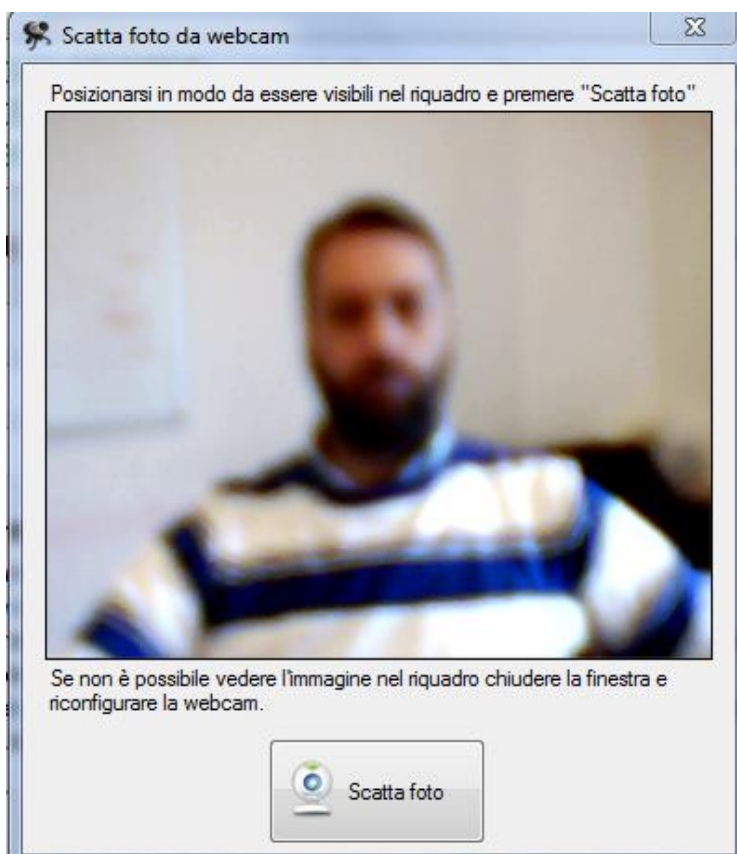 Scatta foto da webcam
Posizionarsi in modo da essere visibili nel riquadro e premere "Scatta foto"
Se non è possibile vedere l'immagine nel riquadro chiudere la finestra e
riconfigurare la webcam.
Scatta foto